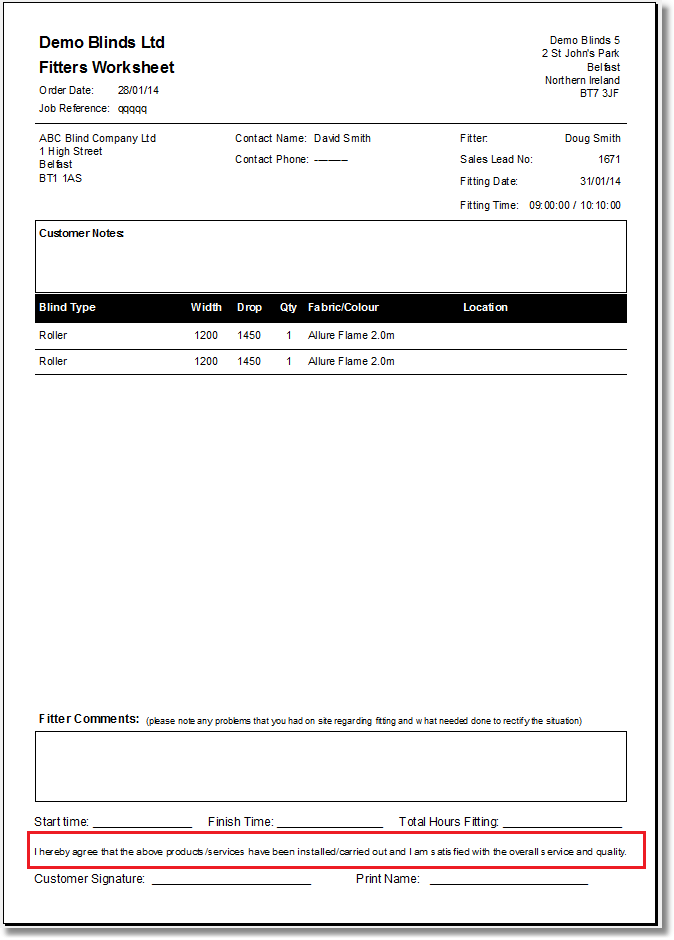 Demo Blinds Ltd
Fitters Worksheet
Order Date: 28/01/14
Job Reference: qqqqq
Demo Blinds 5
2 St John's Park
Belfast
Northern Ireland
BT7 3JF
ABC Blind Company Ltd
1 High Street
Belfast
BT1 1AS
Contact Name: David Smith
Contact Phone: ––––––
Fitter: Doug Smith
Sales Lead No: 1671
Fitting Date: 31/01/14
Fitting Time: 09:00:00 / 10:10:00
Customer Notes:
Blind Type Width Drop Qty Fabric/Colour Location
Roller 1200 1450 1 Allure Flame 2.0m
Roller 1200 1450 1 Allure Flame 2.0m
Fitter Comments: (please note any problems that you had on site regarding fitting and what needed done to rectify the situation)
Start time: ________________ Finish Time: ________________ Total Hours Fitting: ___________________
I hereby agree that the above products/services have been installed/carried out and I am satisfied with the overall service and quality.
Customer Signature: _________________________ Print Name: _________________________